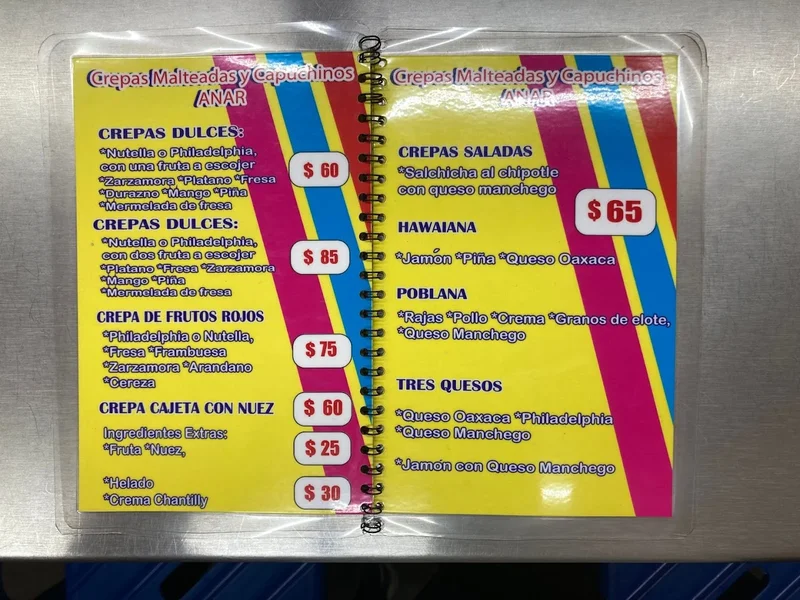 Crepas Malteadas y Capuchinos
ANAR
CREPAS DULCES:
*Nutella o Philadelphia,
con una fruta a escojer
*Zarzamora *Platano *Fresa
*Durazno *Mango *Piña
*Mermelada de fresa
$ 60
CREPAS DULCES:
*Nutella o Philadelphia,
con dos fruta a escojer
*Platano *Fresa *Zarzamora
*Mango *Piña
*Mermelada de fresa
$ 85
CREPA DE FRUTOS ROJOS
*Philadelphia o Nutella,
*Fresa *Frambuesa
*Zarzamora *Arandano
*Cereza
$ 75
CREPA CAJETA CON NUEZ
$ 60
Ingredientes Extras:
*Fruta *Nuez,
$ 25
*Helado
*Crema Chantilly
$ 30
Crepas Malteadas y Capuchinos
ANAR
CREPAS SALADAS
*Salchicha al chipotle
con queso manchego
$ 65
HAWAIANA
*Jamón *Piña *Queso Oaxaca
POBLANA
*Rajas *Pollo *Crema *Granos de elote,
*Queso Manchego
TRES QUESOS
*Queso Oaxaca *Philadelphia
*Queso Manchego
*Jamón con Queso Manchego